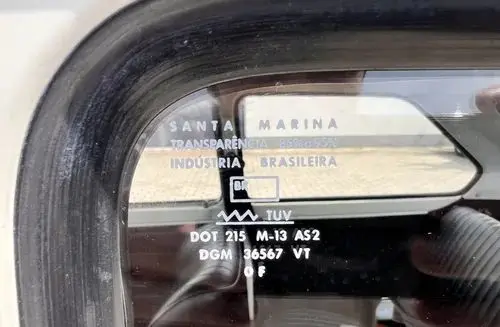 SANTA MARINA
TRANSPARÊNCIA
INDÚSTRIA BRASILEIRA
BR
TUV
DOT 215 M-13 AS2
DGM 36567 VT
0 F